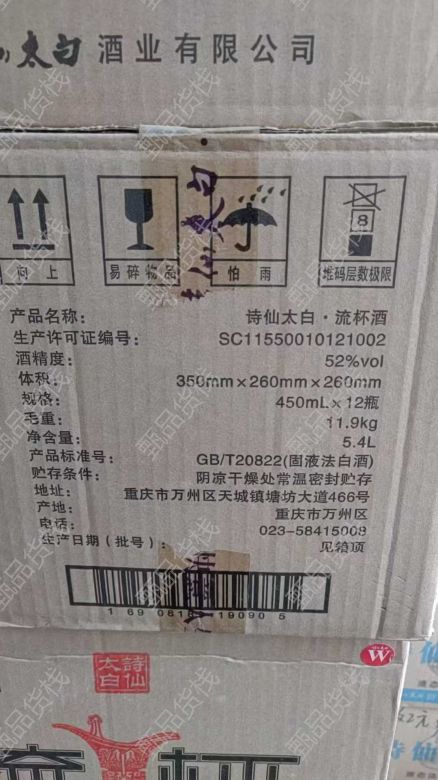 太白酒业有限公司
向上
易碎物品
怕雨
8
堆码层数极限
产品名称: 诗仙太白·流杯酒
生产许可证编号: SC11550010121002
酒精度: 52%vol
体积: 350mm×260mm×260mm
规格: 450mL×12瓶
毛重: 11.9kg
净含量: 5.4L
产品标准号: GB/T20822(固液法白酒)
贮存条件: 阴凉干燥处常温密封贮存
地址: 重庆市万州区天城镇塘坊大道466号
产地: 重庆市万州区
电话: 023-58415009
生产日期(批号): 见箱顶
诗仙
太白
W
杯
甄品货栈